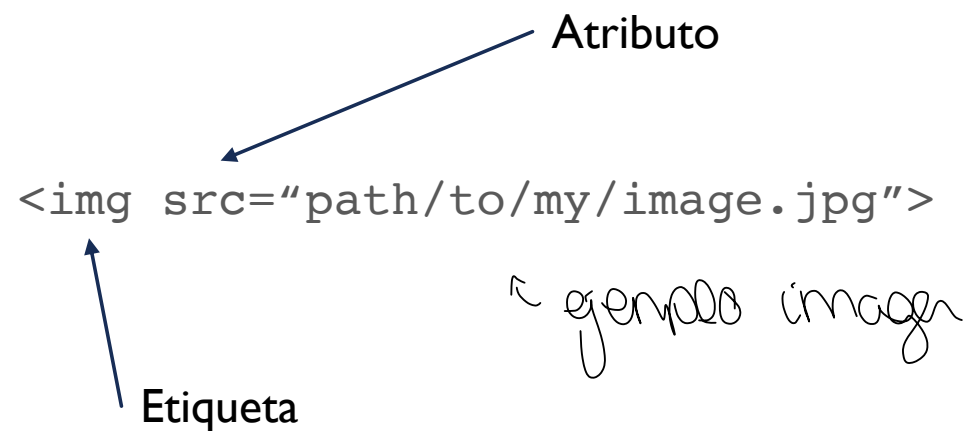 Atributo
<img src=“path/to/my/image.jpg”>
ejemplo imagen
Etiqueta